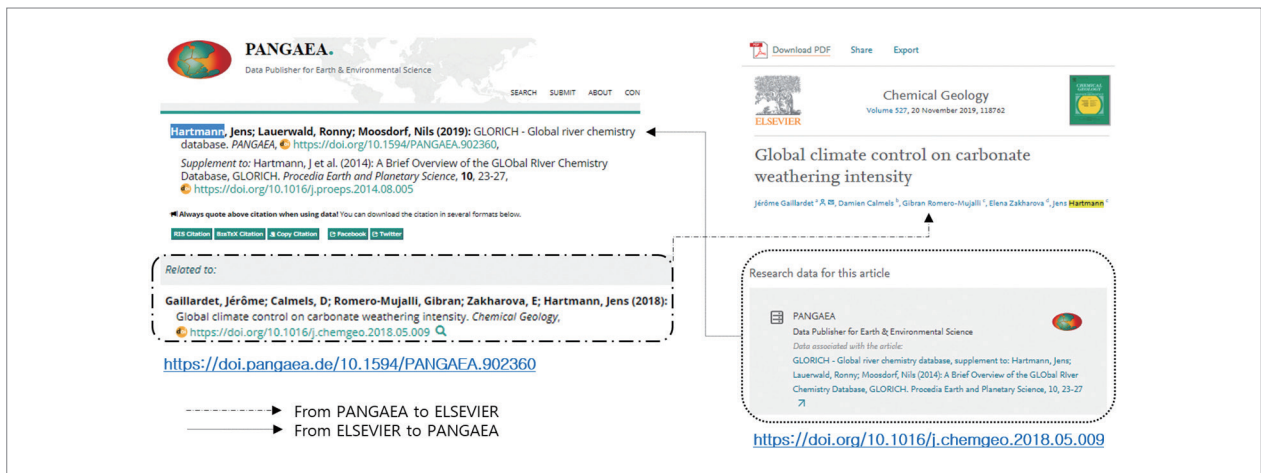 PANGAEA.
Data Publisher for Earth & Environmental Science
SEARCH SUBMIT ABOUT CON
Hartmann, Jens; Lauerwald, Ronny; Moosdorf, Nils (2019): GLORICH - Global river chemistry
database. PANGAEA, https://doi.org/10.1594/PANGAEA.902360,
Supplement to: Hartmann, J et al. (2014): A Brief Overview of the GLObal RIver Chemistry
Database, GLORICH. Procedia Earth and Planetary Science, 10, 23-27,
https://doi.org/10.1016/j.proeps.2014.08.005
Always quote above citation when using data! You can download the citation in several formats below.
RIS Citation BibTeX Citation Copy Citation Facebook Twitter
Related to:
Gaillardet, Jérôme; Calmels, D; Romero-Mujalli, Gibran; Zakharova, E; Hartmann, Jens (2018):
Global climate control on carbonate weathering intensity. Chemical Geology,
https://doi.org/10.1016/j.chemgeo.2018.05.009
https://doi.pangaea.de/10.1594/PANGAEA.902360
From PANGAEA to ELSEVIER
From ELSEVIER to PANGAEA
PDF Download PDF Share Export
ELSEVIER
Chemical Geology
Volume 527, 20 November 2019, 118762
CHEMICAL
GEOLOGY
Global climate control on carbonate
weathering intensity
Jérôme Gaillardet a, Damien Calmels b, Gibran Romero-Mujalli c, Elena Zakharova d, Jens Hartmann c
Research data for this article
PANGAEA
Data Publisher for Earth & Environmental Science
Data associated with the article:
GLORICH - Global river chemistry database, supplement to: Hartmann, Jens;
Lauerwald, Ronny; Moosdorf, Nils (2014): A Brief Overview of the GLObal RIver
Chemistry Database, GLORICH. Procedia Earth and Planetary Science, 10, 23-27
https://doi.org/10.1016/j.chemgeo.2018.05.009